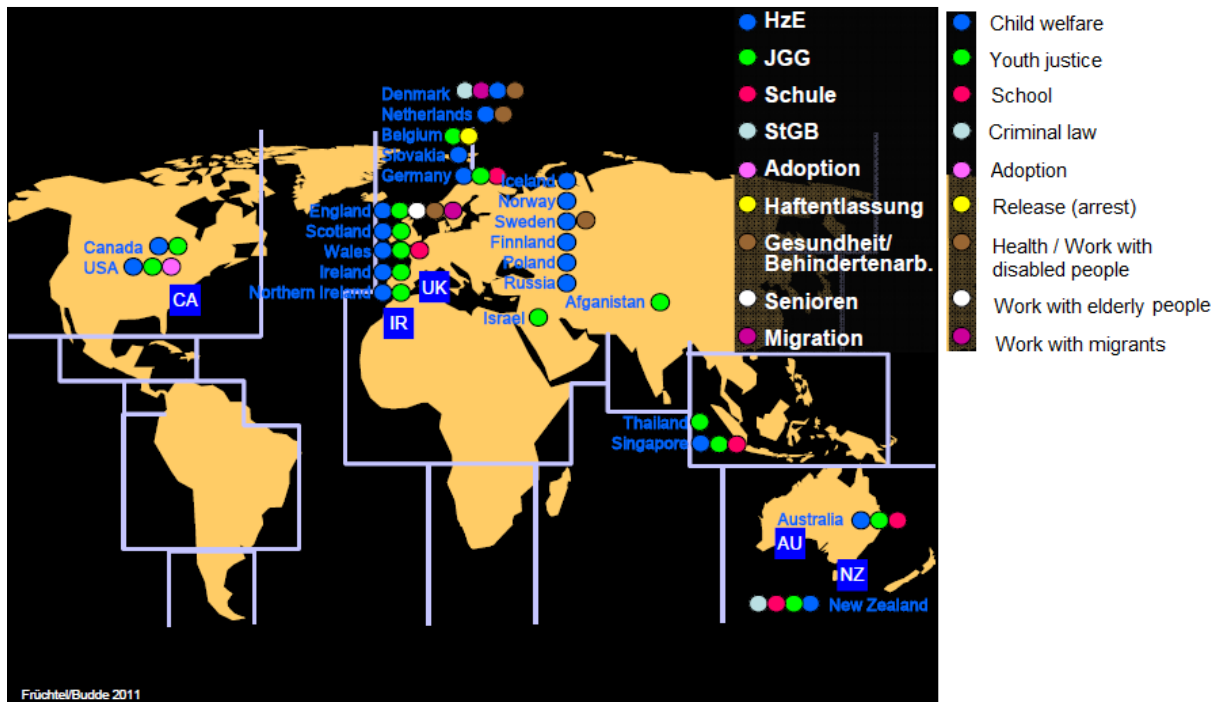 HzE
JGG
Schule
StGB
Adoption
Haftentlassung
Gesundheit/
Behindertenarb.
Senioren
Migration
Child welfare
Youth justice
School
Criminal law
Adoption
Release (arrest)
Health / Work with
disabled people
Work with elderly people
Work with migrants
Denmark
Netherlands
Belgium
Slovakia
Germany
Iceland
Norway
Sweden
Finnland
Poland
Russia
England
Scotland
Wales
Ireland
Northern Ireland
UK
IR
Canada
USA
CA
Afganistan
Israel
Thailand
Singapore
Australia
AU
NZ
New Zealand
Früchtel/Budde 2011